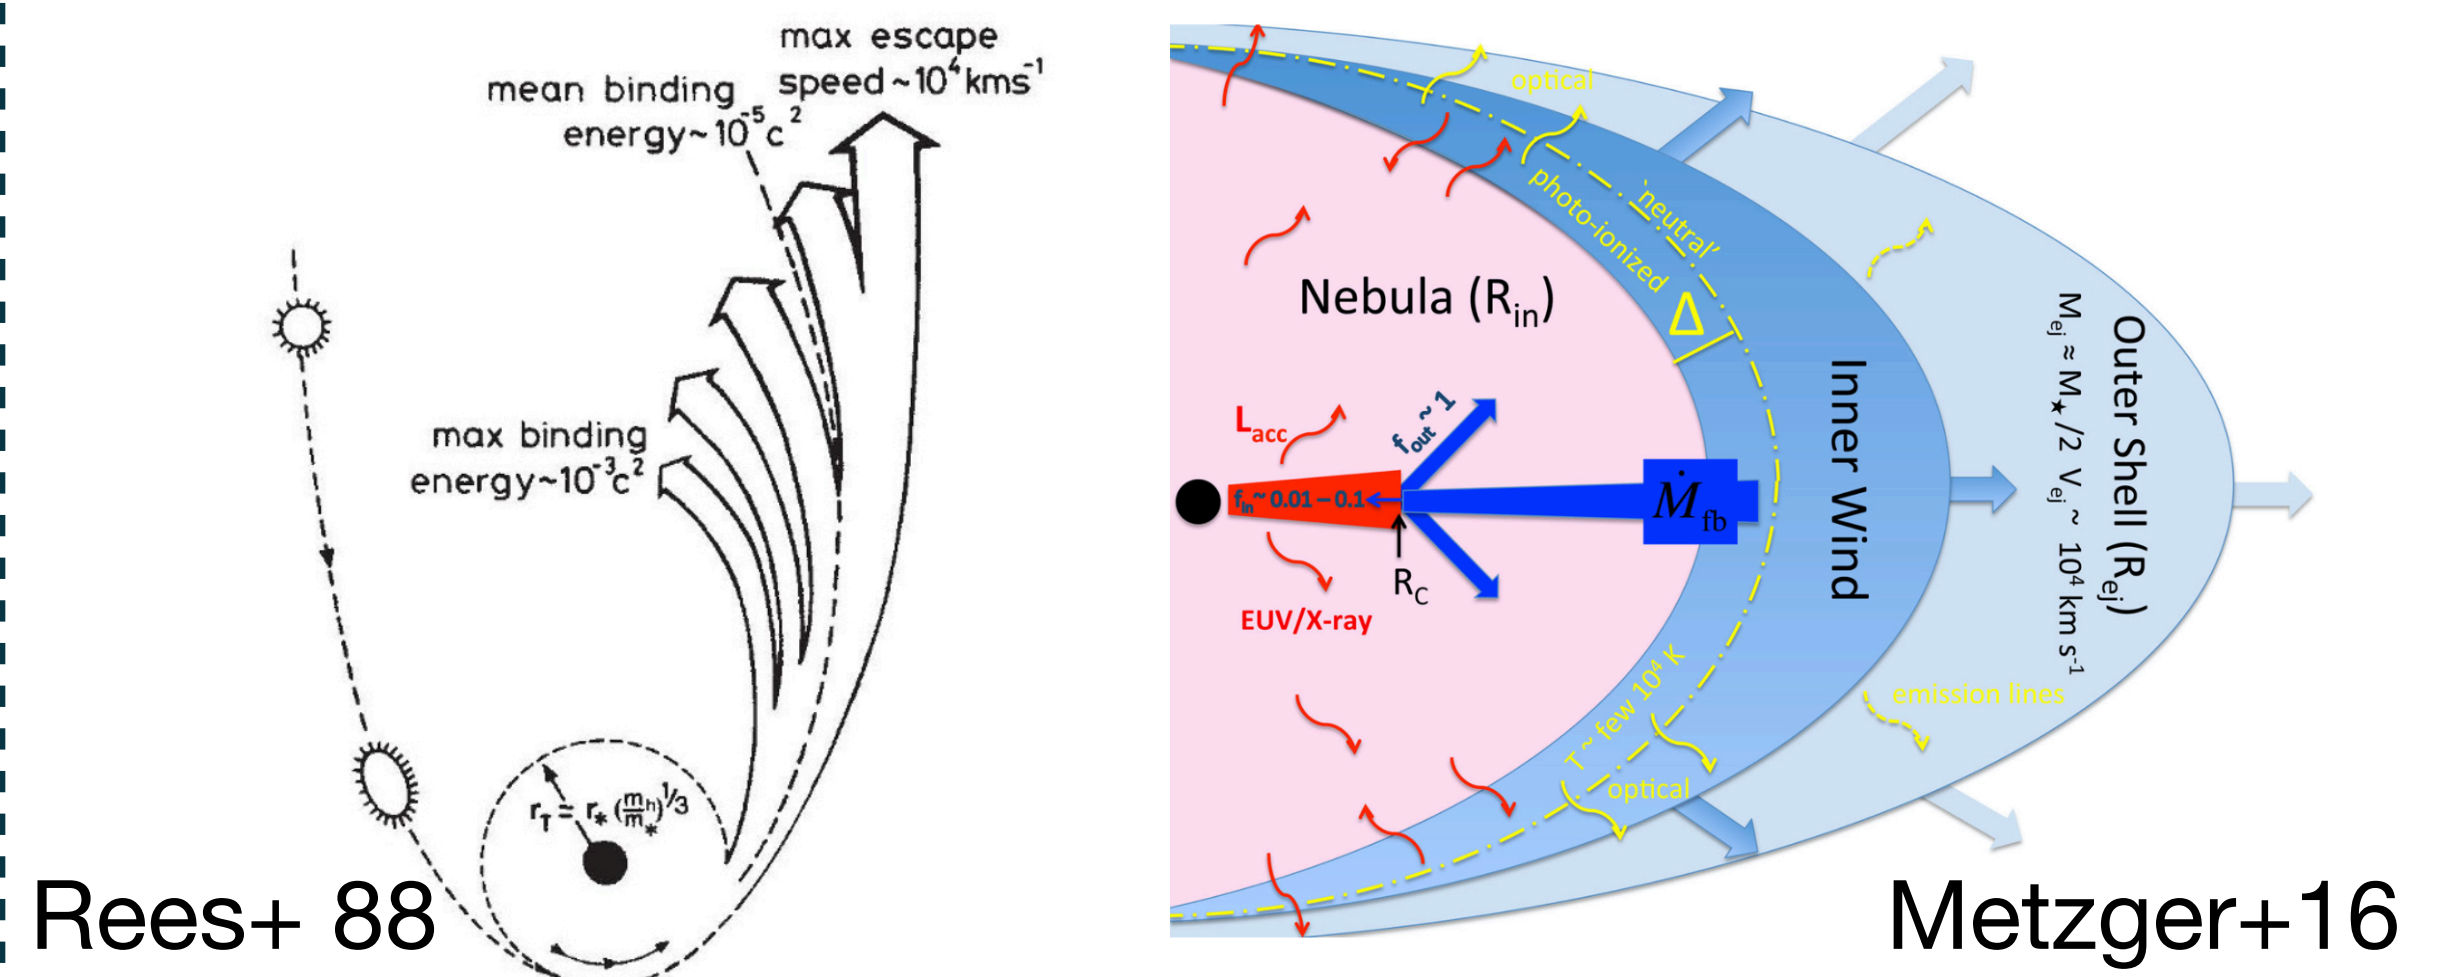 max escape
speed ~10⁴ kms⁻¹
mean binding
energy~10⁻⁵c²
max binding
energy~10⁻³c²
r_T = r_* (m_h/m_*)^1/3
Rees+ 88
optical
'neutral'
photo-ionized
Δ
Nebula (R_in)
L_acc
f_out ~ 1
f_in ~ 0.01 – 0.1
Ṁ_fb
R_C
EUV/X-ray
Inner Wind
Outer Shell (R_ej)
M_ej ≈ M_★/2 V_ej ~ 10⁴ km s⁻¹
emission lines
T ~ few 10⁴ K
optical
Metzger+16